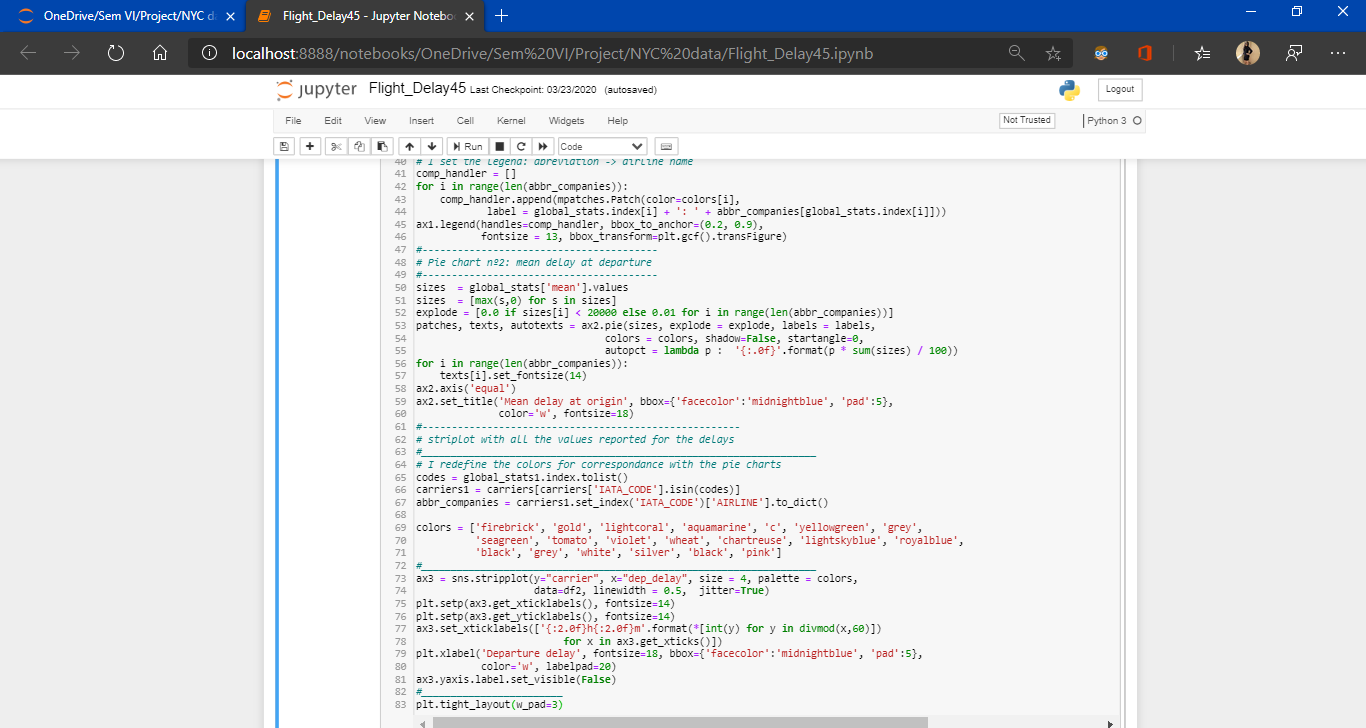 OneDrive/Sem VI/Project/NYC d
Flight_Delay45 - Jupyter Notebo
localhost:8888/notebooks/OneDrive/Sem%20VI/Project/NYC%20data/Flight_Delay45.ipynb
jupyter Flight_Delay45 Last Checkpoint: 03/23/2020 (autosaved)
Logout
File Edit View Insert Cell Kernel Widgets Help
Not Trusted
Python 3
Run
Code
40 # I set the legend: abreviation -> airline name
41 comp_handler = []
42 for i in range(len(abbr_companies)):
43     comp_handler.append(mpatches.Patch(color=colors[i],
44             label = global_stats.index[i] + ': ' + abbr_companies[global_stats.index[i]]))
45 ax1.legend(handles=comp_handler, bbox_to_anchor=(0.2, 0.9),
46            fontsize = 13, bbox_transform=plt.gcf().transFigure)
47 #----------------------------------------
48 # Pie chart nº2: mean delay at departure
49 #----------------------------------------
50 sizes  = global_stats['mean'].values
51 sizes  = [max(s,0) for s in sizes]
52 explode = [0.0 if sizes[i] < 20000 else 0.01 for i in range(len(abbr_companies))]
53 patches, texts, autotexts = ax2.pie(sizes, explode = explode, labels = labels,
54                                 colors = colors, shadow=False, startangle=0,
55                                 autopct = lambda p :  '{:.0f}'.format(p * sum(sizes) / 100))
56 for i in range(len(abbr_companies)):
57     texts[i].set_fontsize(14)
58 ax2.axis('equal')
59 ax2.set_title('Mean delay at origin', bbox={'facecolor':'midnightblue', 'pad':5},
60               color='w', fontsize=18)
61 #------------------------------------------------------
62 # striplot with all the values reported for the delays
63 #___________________________________________________________________
64 # I redefine the colors for correspondance with the pie charts
65 codes = global_stats1.index.tolist()
66 carriers1 = carriers[carriers['IATA_CODE'].isin(codes)]
67 abbr_companies = carriers1.set_index('IATA_CODE')['AIRLINE'].to_dict()
68
69 colors = ['firebrick', 'gold', 'lightcoral', 'aquamarine', 'c', 'yellowgreen', 'grey',
70           'seagreen', 'tomato', 'violet', 'wheat', 'chartreuse', 'lightskyblue', 'royalblue',
71           'black', 'grey', 'white', 'silver', 'black', 'pink']
72 #___________________________________________________________________
73 ax3 = sns.stripplot(y="carrier", x="dep_delay", size = 4, palette = colors,
74                     data=df2, linewidth = 0.5,  jitter=True)
75 plt.setp(ax3.get_xticklabels(), fontsize=14)
76 plt.setp(ax3.get_yticklabels(), fontsize=14)
77 ax3.set_xticklabels(['{:2.0f}h{:2.0f}m'.format(*[int(y) for y in divmod(x,60)])
78                          for x in ax3.get_xticks()])
79 plt.xlabel('Departure delay', fontsize=18, bbox={'facecolor':'midnightblue', 'pad':5},
80            color='w', labelpad=20)
81 ax3.yaxis.label.set_visible(False)
82 #________________________
83 plt.tight_layout(w_pad=3)